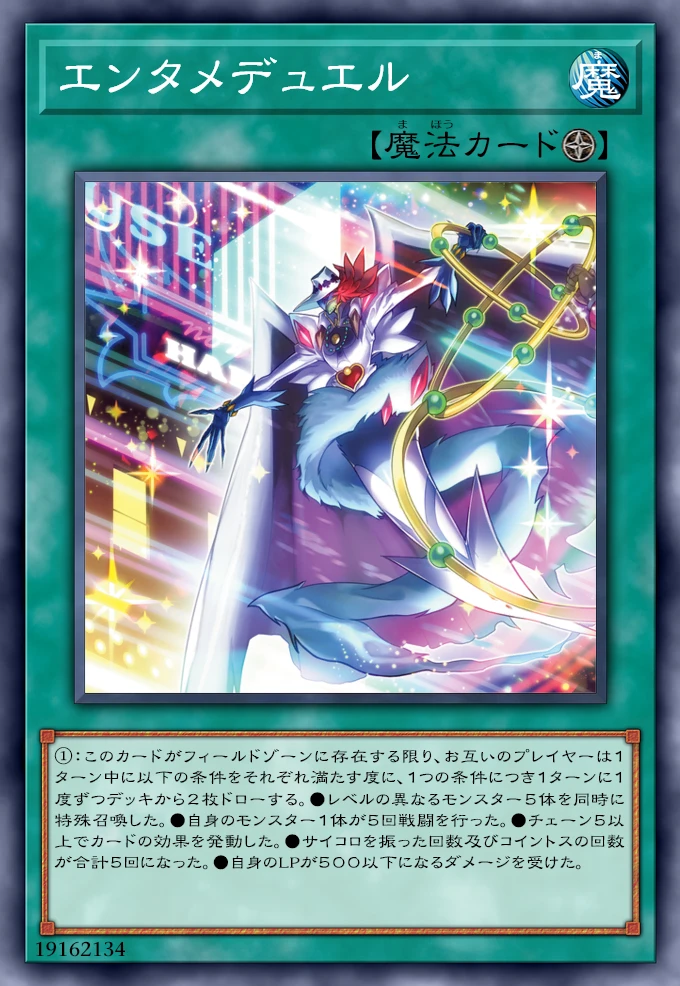 エンタメデュエル
魔
ま
【魔法カード】
ま ほう
YSE
HA
①：このカードがフィールドゾーンに存在する限り、お互いのプレイヤーは１
ターン中に以下の条件をそれぞれ満たす度に、１つの条件につき１ターンに１
度ずつデッキから２枚ドローする。●レベルの異なるモンスター５体を同時に
特殊召喚した。●自身のモンスター１体が５回戦闘を行った。●チェーン５以
上でカードの効果を発動した。●サイコロを振った回数及びコイントスの回数
が合計５回になった。●自身のLPが５００以下になるダメージを受けた。
19162134